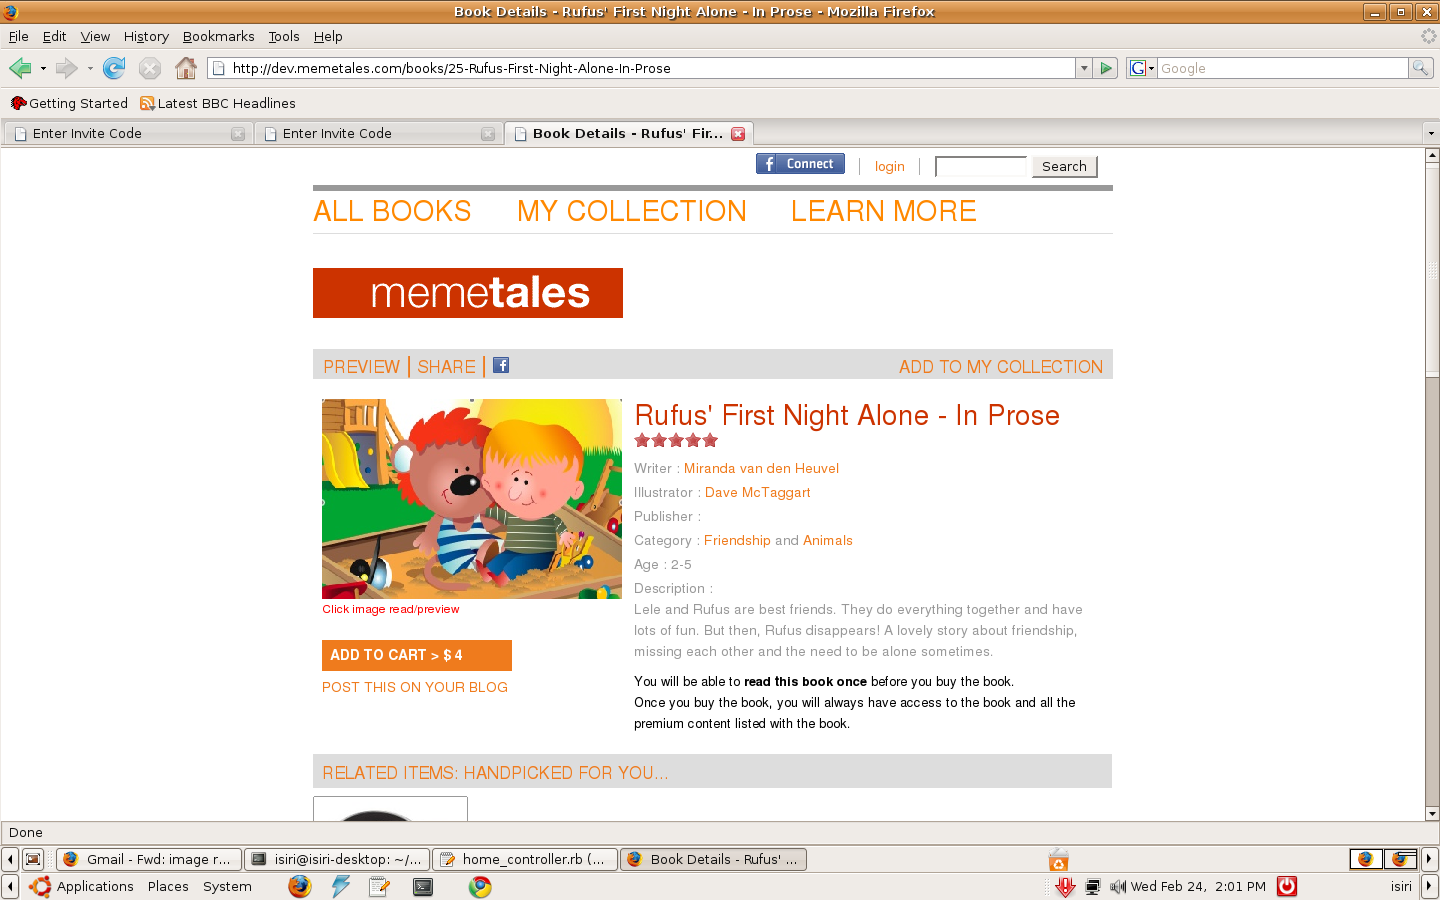 Book Details - Rufus' First Night Alone - In Prose - Mozilla Firefox
File Edit View History Bookmarks Tools Help
http://dev.memetales.com/books/25-Rufus-First-Night-Alone-In-Prose
G Google
Getting Started Latest BBC Headlines
Enter Invite Code Enter Invite Code Book Details - Rufus' Fir...
f Connect login Search
ALL BOOKS MY COLLECTION LEARN MORE
memetales
PREVIEW | SHARE | f ADD TO MY COLLECTION
Rufus' First Night Alone - In Prose
Writer : Miranda van den Heuvel
Illustrator : Dave McTaggart
Publisher :
Category : Friendship and Animals
Age : 2-5
Description :
Lele and Rufus are best friends. They do everything together and have
lots of fun. But then, Rufus disappears! A lovely story about friendship,
missing each other and the need to be alone sometimes.
You will be able to read this book once before you buy the book.
Once you buy the book, you will always have access to the book and all the
premium content listed with the book.
Click image read/preview
ADD TO CART > $ 4
POST THIS ON YOUR BLOG
RELATED ITEMS: HANDPICKED FOR YOU...
Done
Gmail - Fwd: image r... isiri@isiri-desktop: ~/... home_controller.rb (... Book Details - Rufus' ...
Applications Places System Wed Feb 24, 2:01 PM isiri